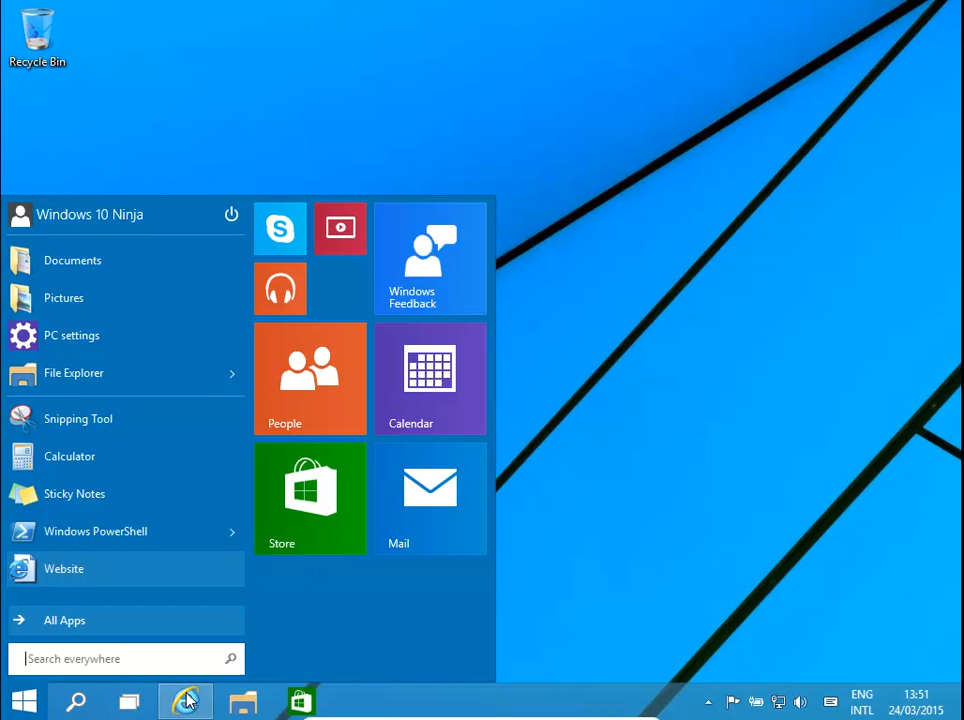 Recycle Bin
Windows 10 Ninja
Documents
Pictures
PC settings
File Explorer
Snipping Tool
Calculator
Sticky Notes
Windows PowerShell
Website
All Apps
Search everywhere
Windows
Feedback
People
Calendar
Store
Mail
ENG
INTL
13:51
24/03/2015